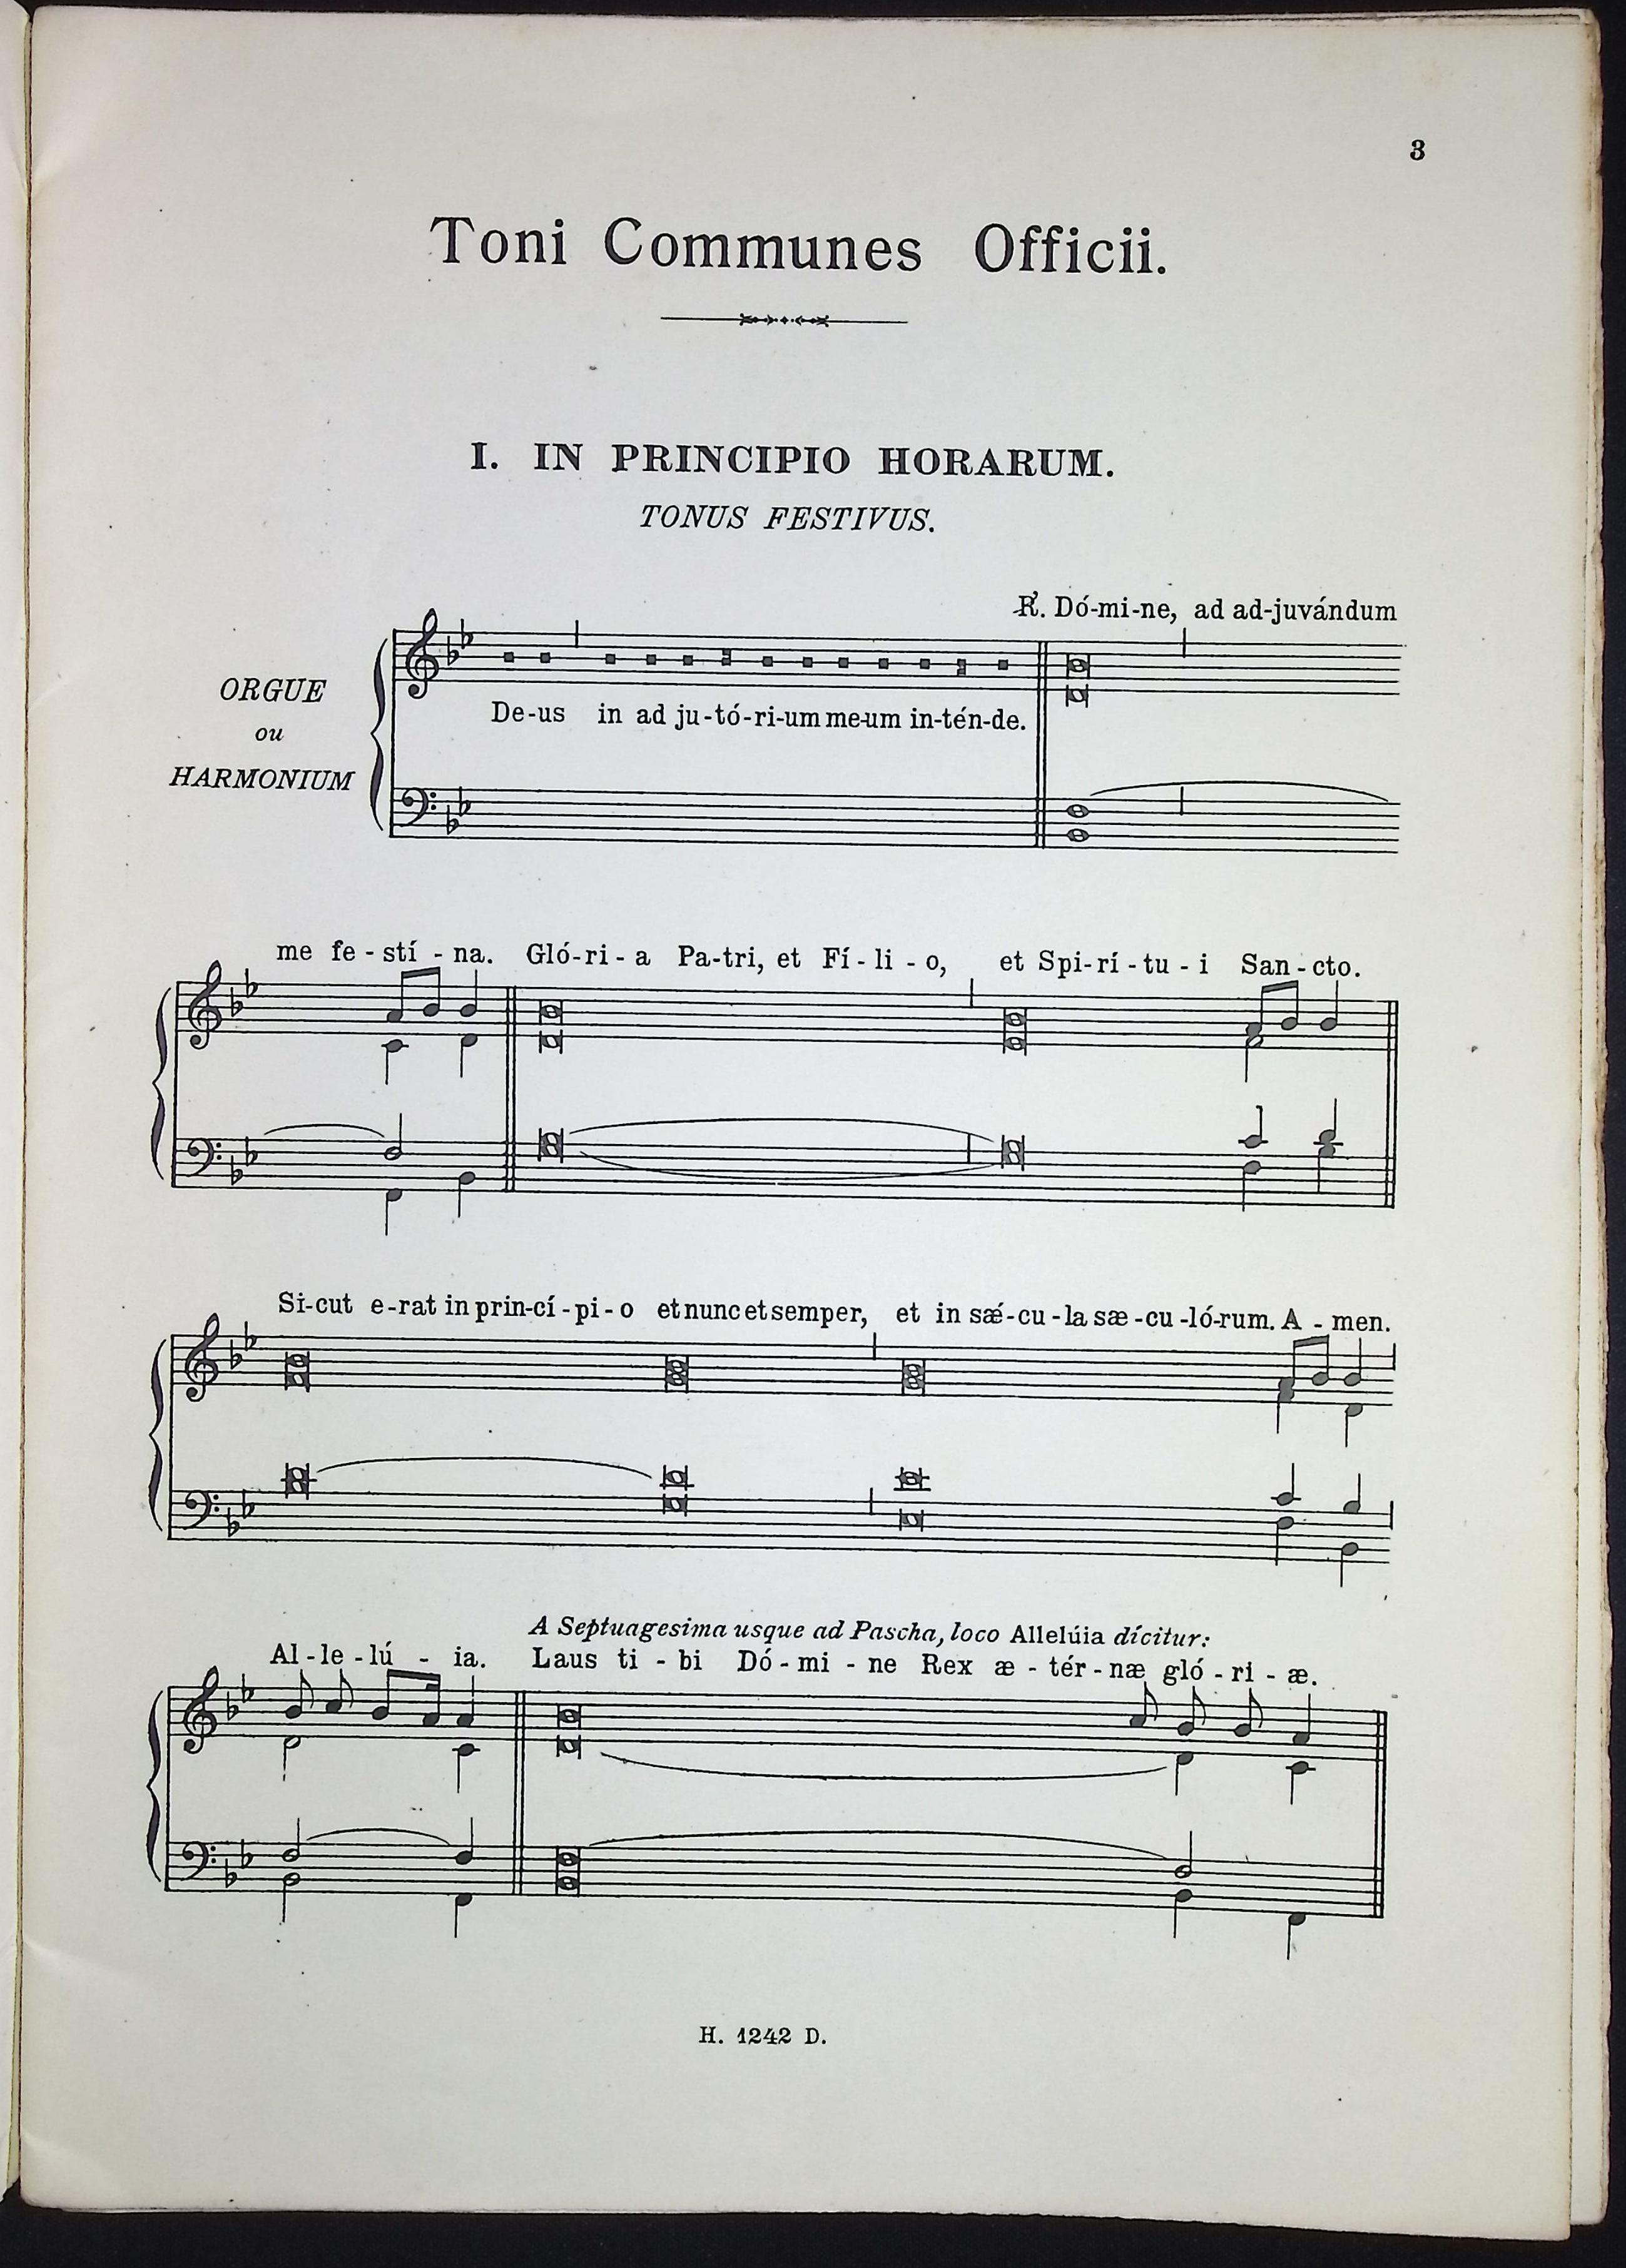 3
Toni Communes Officii.
I. IN PRINCIPIO HORARUM.
TONUS FESTIVUS.
℟. Dó-mi-ne, ad ad-juvándum
ORGUE
ou
HARMONIUM
De-us in ad ju-tó-ri-um me-um in-tén-de.
me fe - stí - na. Gló-ri - a Pa-tri, et Fí - li - o, et Spi-rí - tu - i San - cto.
Si-cut e-rat in prin-cí - pi - o et nunc et semper, et in sǽ-cu - la sæ - cu - ló-rum. A - men.
A Septuagesima usque ad Pascha, loco Allelúia dícitur:
Al - le - lú - ia. Laus ti - bi Dó - mi - ne Rex æ - tér - næ gló - ri - æ.
H. 1242 D.